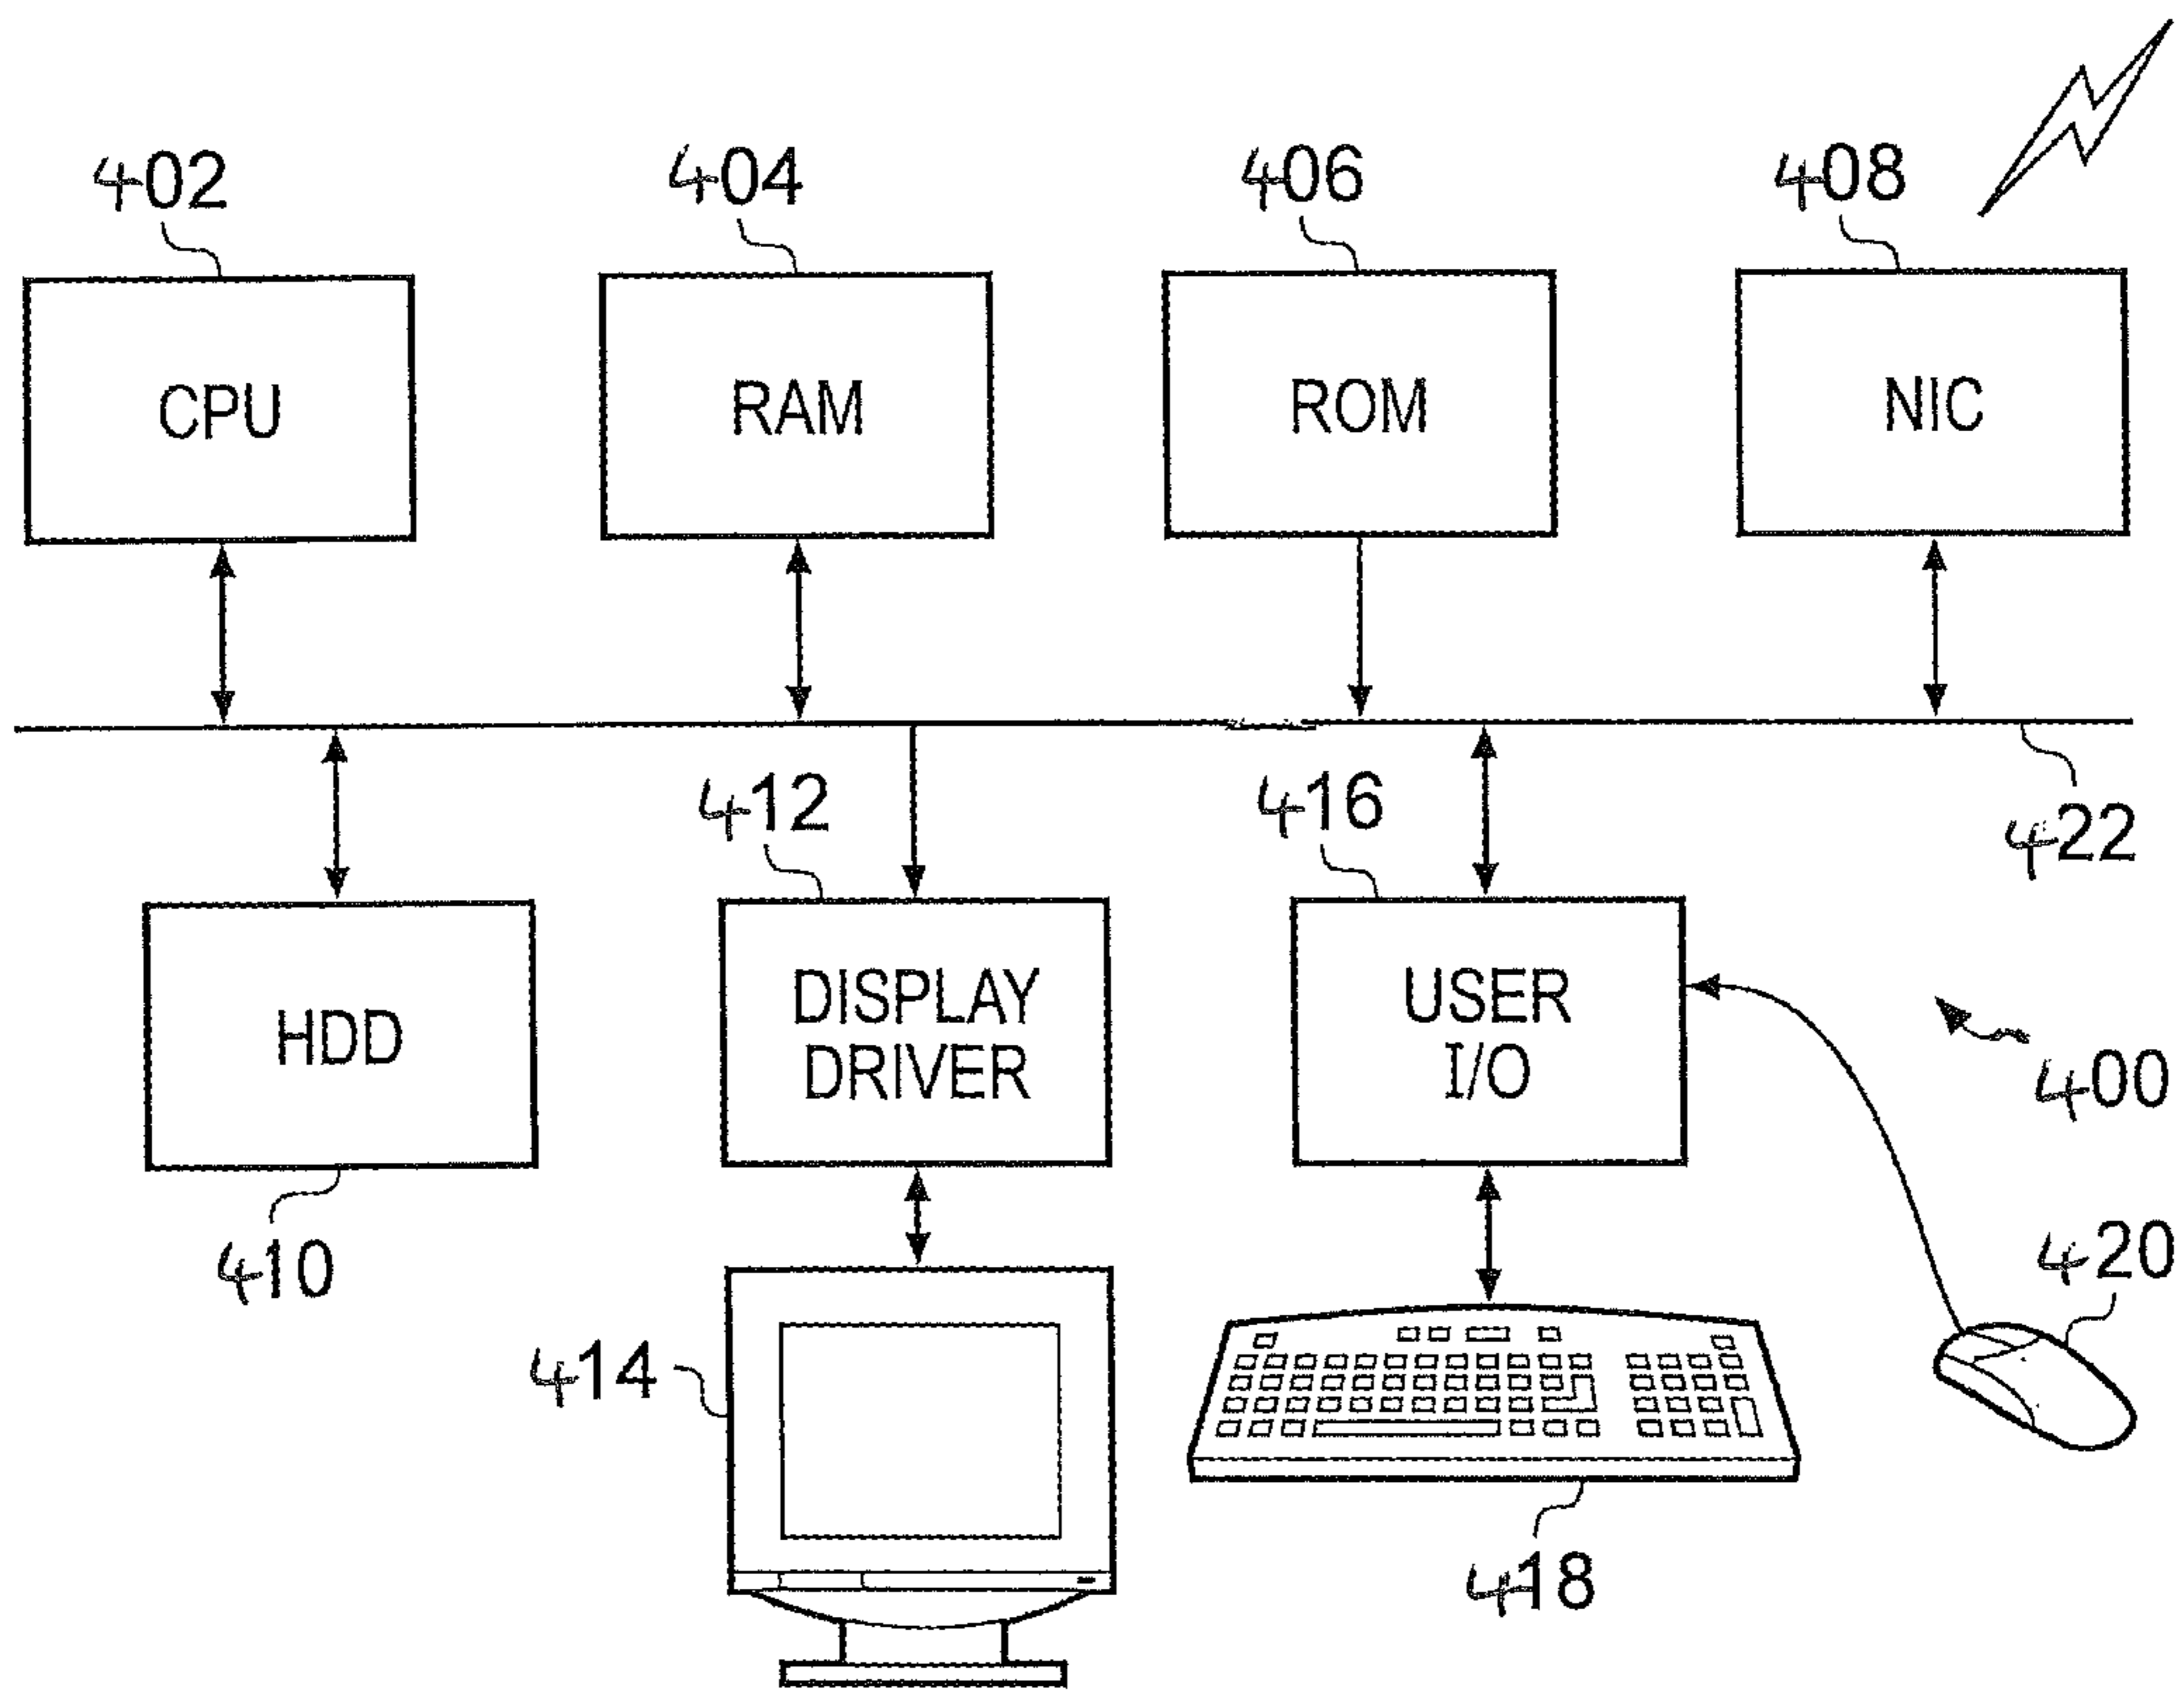 402
404
406
408
CPU
RAM
ROM
NIC
412
416
422
HDD
DISPLAY
DRIVER
USER
I/O
400
410
414
420
418